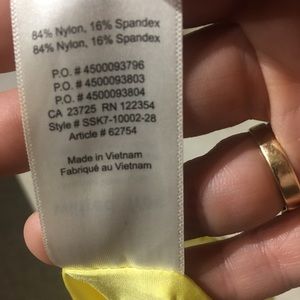 84% Nylon, 16% Spandex
84% Nylon, 16% Spandex
P.O. # 4500093796
P.O. # 4500093803
P.O. # 4500093804
CA 23725 RN 122354
Style # SSK7-10002-28
Article # 62754
Made in Vietnam
Fabriqué au Vietnam